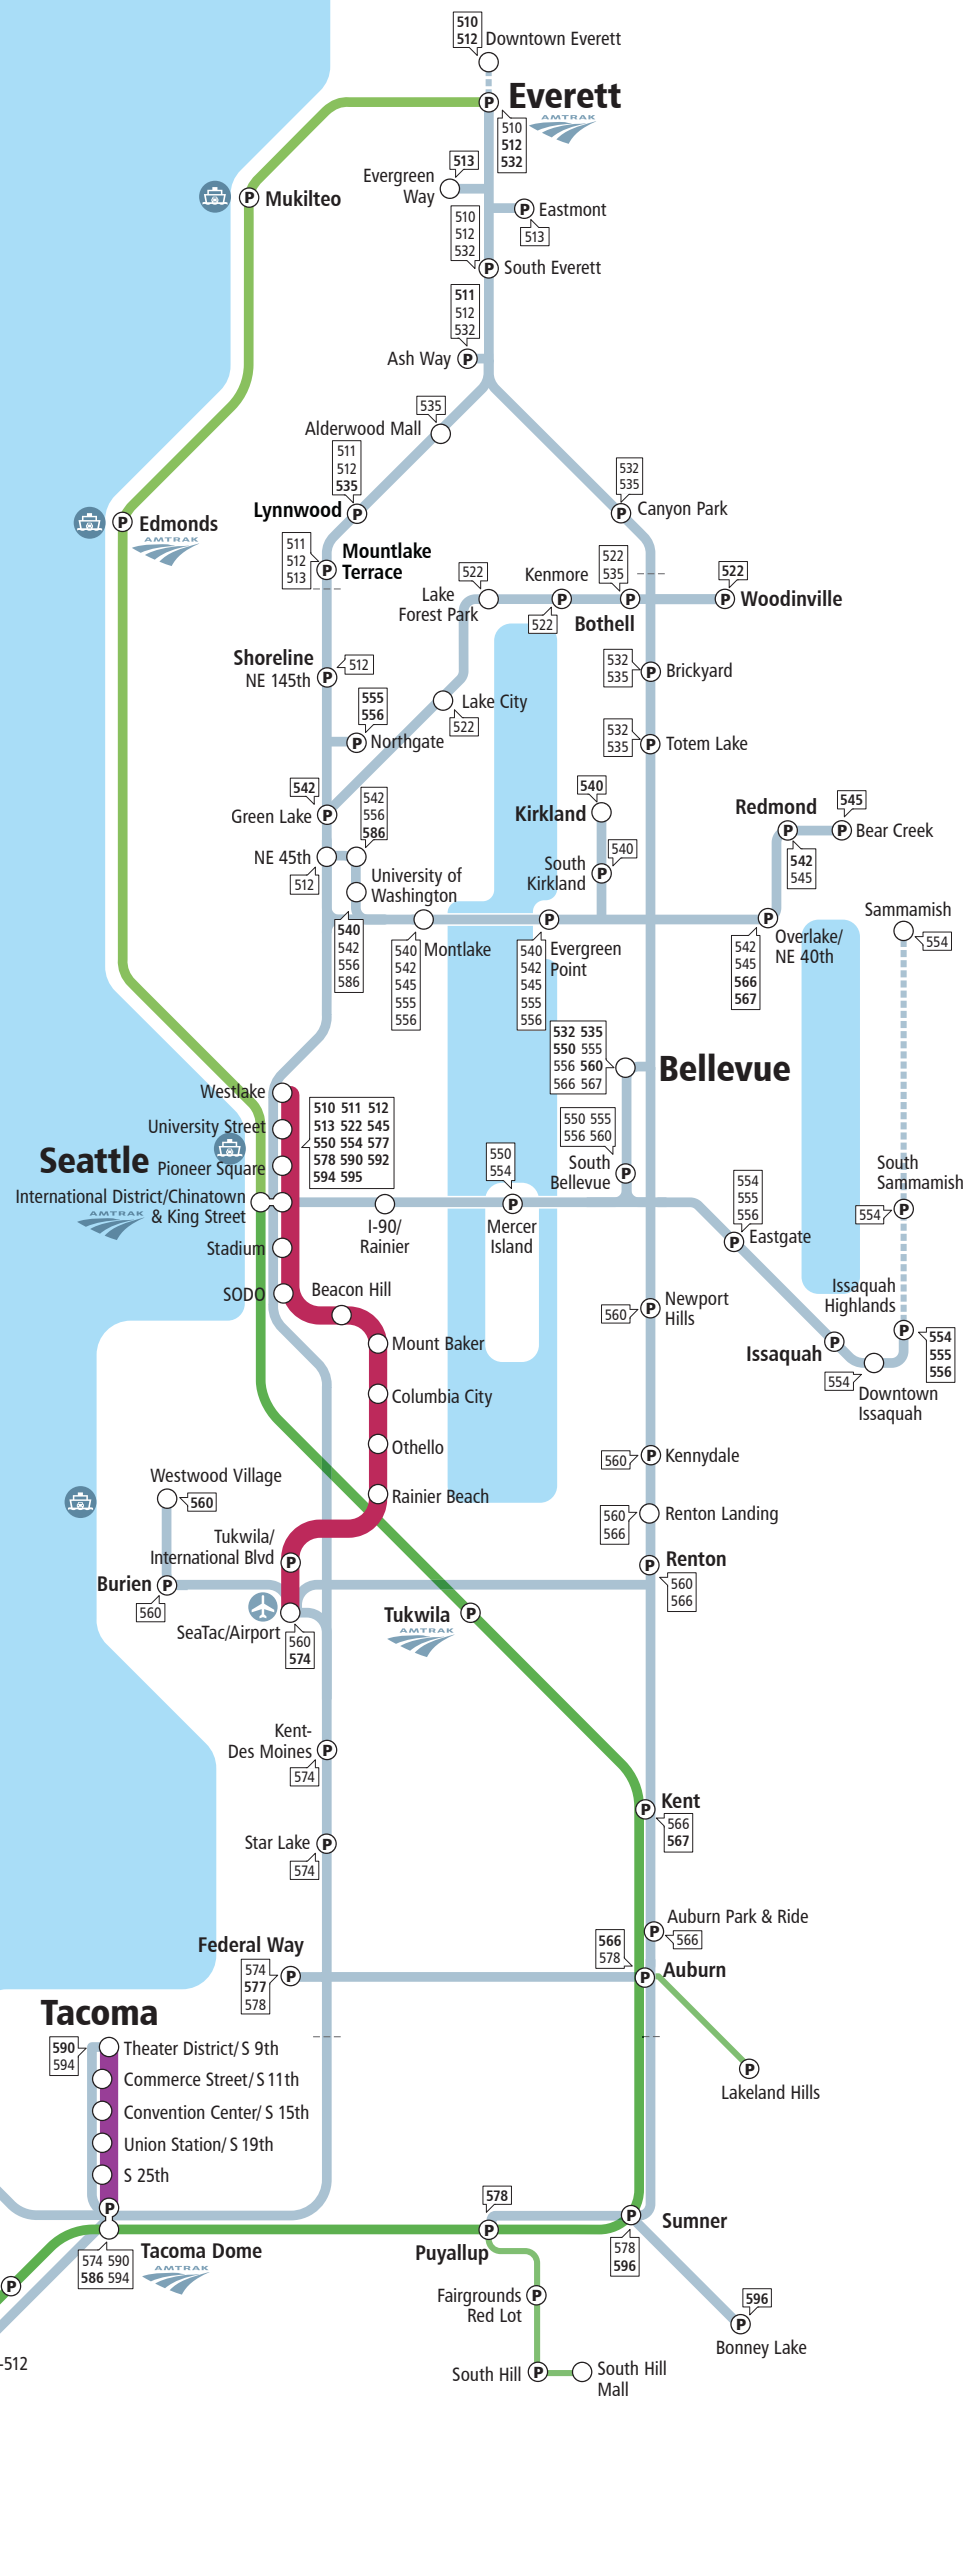 510
512
Downtown Everett
Everett
AMTRAK
510
512
532
513
Evergreen
Way
Mukilteo
Eastmont
513
510
512
532
South Everett
511
512
532
Ash Way
535
Alderwood Mall
511
512
535
Lynnwood
532
535
Canyon Park
Edmonds
AMTRAK
511
512
513
Mountlake
Terrace
522
Lake
Forest Park
Kenmore
522
522
535
Bothell
522
Woodinville
Shoreline
NE 145th
512
532
535
Brickyard
555
556
Northgate
Lake City
522
532
535
Totem Lake
542
Green Lake
542
556
586
540
Kirkland
Redmond
545
Bear Creek
542
545
NE 45th
512
University of
Washington
South
Kirkland
540
Sammamish
554
540
542
556
586
540
542
545
555
556
Montlake
540
542
545
555
556
Evergreen
Point
542
545
566
567
Overlake/
NE 40th
532 535
550 555
556 560
566 567
Bellevue
Westlake
University Street
Seattle
Pioneer Square
International District/Chinatown
& King Street
AMTRAK
510 511 512
513 522 545
550 554 577
578 590 592
594 595
550 555
556 560
South
Bellevue
550
554
I-90/
Rainier
Mercer
Island
554
555
556
Eastgate
South
Sammamish
554
Stadium
SODO
Beacon Hill
Mount Baker
Columbia City
Othello
Rainier Beach
560
Newport
Hills
Issaquah
Highlands
554
555
556
Issaquah
554
Downtown
Issaquah
560
Kennydale
Westwood Village
560
560
566
Renton Landing
Tukwila/
International Blvd
Renton
560
566
Burien
560
SeaTac/Airport
560
574
Tukwila
AMTRAK
Kent-
Des Moines
574
Kent
566
567
Star Lake
574
Auburn Park & Ride
566
Federal Way
574
577
578
566
578
Auburn
Lakeland Hills
Tacoma
590
594
Theater District/ S 9th
Commerce Street/ S 11th
Convention Center/ S 15th
Union Station/ S 19th
S 25th
Tacoma Dome
AMTRAK
574 590
586 594
578
Puyallup
Sumner
578
596
Fairgrounds
Red Lot
596
Bonney Lake
-512
South Hill
South Hill
Mall